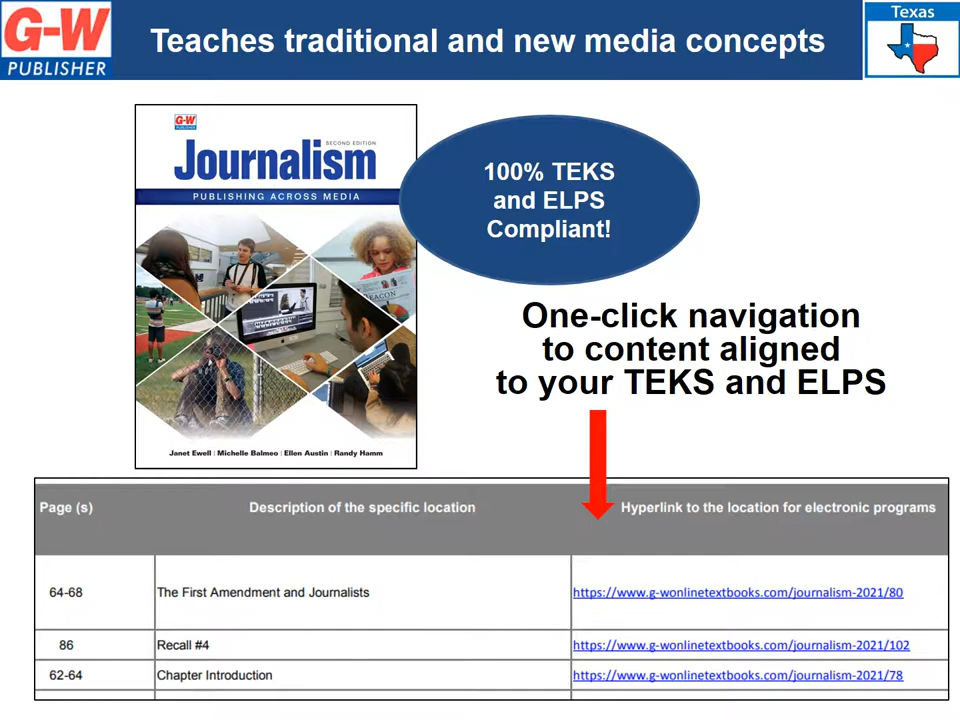 G-W
PUBLISHER
Teaches traditional and new media concepts
Texas
G-W
PUBLISHER
SECOND EDITION
Journalism
PUBLISHING ACROSS MEDIA
BEACON
Janet Ewell | Michelle Balmeo | Ellen Austin | Randy Hamm
100% TEKS
and ELPS
Compliant!
One-click navigation
to content aligned
to your TEKS and ELPS
Page (s) Description of the specific location Hyperlink to the location for electronic programs
64-68 The First Amendment and Journalists https://www.g-wonlinetextbooks.com/journalism-2021/80
86 Recall #4 https://www.g-wonlinetextbooks.com/journalism-2021/102
62-64 Chapter Introduction https://www.g-wonlinetextbooks.com/journalism-2021/78